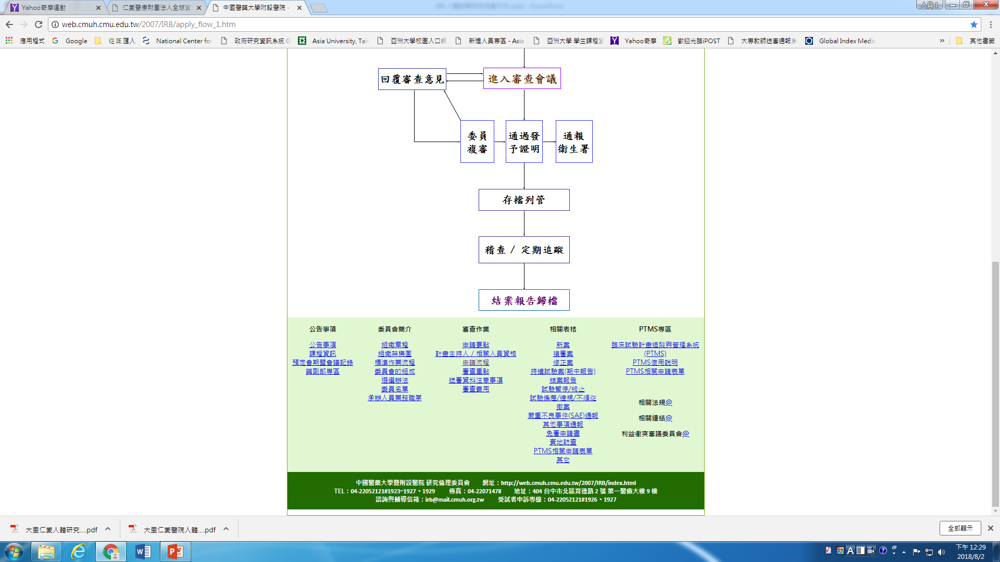 Yahoo奇摩運動
仁愛醫療財團法人全球資
中國醫藥大學附設醫院 -
人員1
web.cmuh.cmu.edu.tw/2007/IRB/apply_flow_1.htm
應用程式
Google
從 IE 匯入
National Center for
政府研究資訊系統 G
Asia University, Taiw
亞洲大學校園入口網
新進人員專區 - Asia
亞洲大學 學生課程資
Yahoo奇摩
歡迎光臨iPOST
大專教師送審通報系
Global Index Medic
»
其他書籤
回覆審查意見
進入審查會議
委員
複審
通過發
予證明
通報
衛生署
存檔列管
稽查 / 定期追蹤
結案報告歸檔
公告事項
公告事項
課程資訊
預定會期暨會議記錄
藥劑部專區
委員會簡介
組織章程
組織架構圖
標準作業流程
委員會的組成
遴選辦法
委員名單
承辦人員業務職掌
審查作業
申請要點
計畫主持人 / 相關人員資格
申請流程
審查重點
送審資料注意事項
審查費用
相關表格
新案
複審案
修正案
持續試驗案(期中報告)
結案報告
試驗暫停/終止
試驗偏差/違規/不順從
撤案
嚴重不良事件(SAE)通報
其他事項通報
免審申請書
實地訪查
PTMS相關申請表單
其它
PTMS專區
臨床試驗計畫追蹤與管理系統
(PTMS)
PTMS使用說明
PTMS相關申請表單
相關法規@
相關連結@
利益衝突審議委員會@
中國醫藥大學暨附設醫院 研究倫理委員會 網址：http://web.cmuh.cmu.edu.tw/2007/IRB/index.html
TEL：04-22052121#1923~1927、1929 傳真：04-22071478 地址：404 台中市北區育德路 2 號 第一醫療大樓 9 樓
諮詢與輔導信箱：irb@mail.cmuh.org.tw 受試者申訴專線：04-22052121#1926、1927
大里仁愛人體研究....pdf
大里仁愛醫院人體....pdf
全部顯示
下午 12:29
2018/8/2